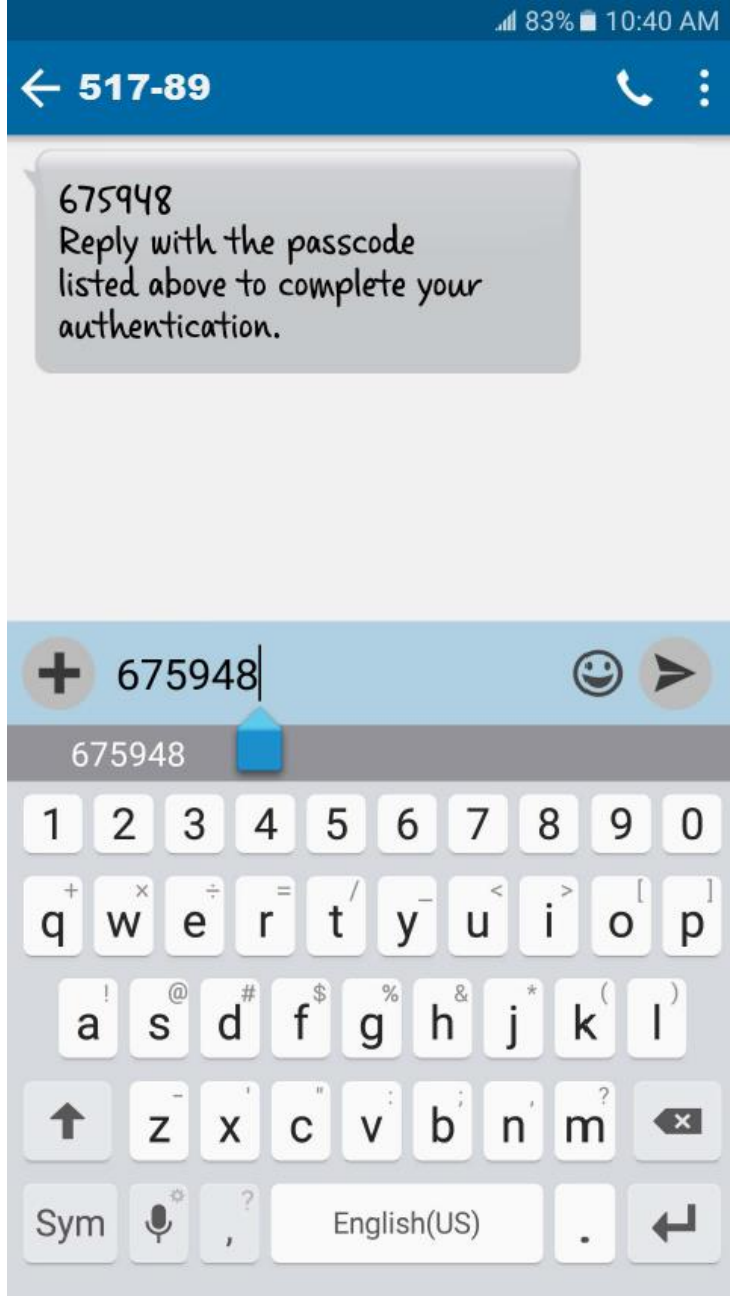 83% 10:40 AM
517-89
675948
Reply with the passcode
listed above to complete your
authentication.
675948
675948
1 2 3 4 5 6 7 8 9 0
+ × ÷ = / _ < > [ ]
q w e r t y u i o p
! @ # $ % & * ( )
a s d f g h j k l
- ' " : ; , ?
z x c v b n m
?
Sym , English(US) .